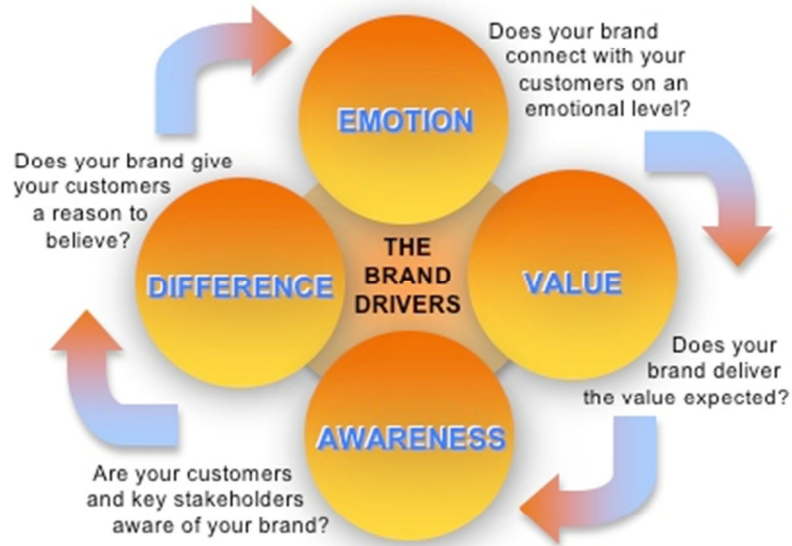 Does your brand
connect with your
customers on an
emotional level?
EMOTION
Does your brand give
your customers
a reason to
believe?
DIFFERENCE
THE
BRAND
DRIVERS
VALUE
Does your
brand deliver
the value expected?
AWARENESS
Are your customers
and key stakeholders
aware of your brand?